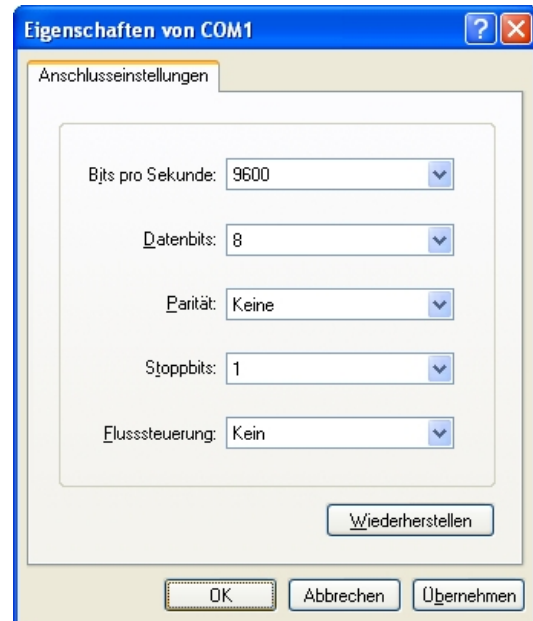 Eigenschaften von COM1
Anschlusseinstellungen
Bits pro Sekunde: 9600
Datenbits: 8
Parität: Keine
Stoppbits: 1
Flusssteuerung: Kein
Wiederherstellen
OK Abbrechen Übernehmen